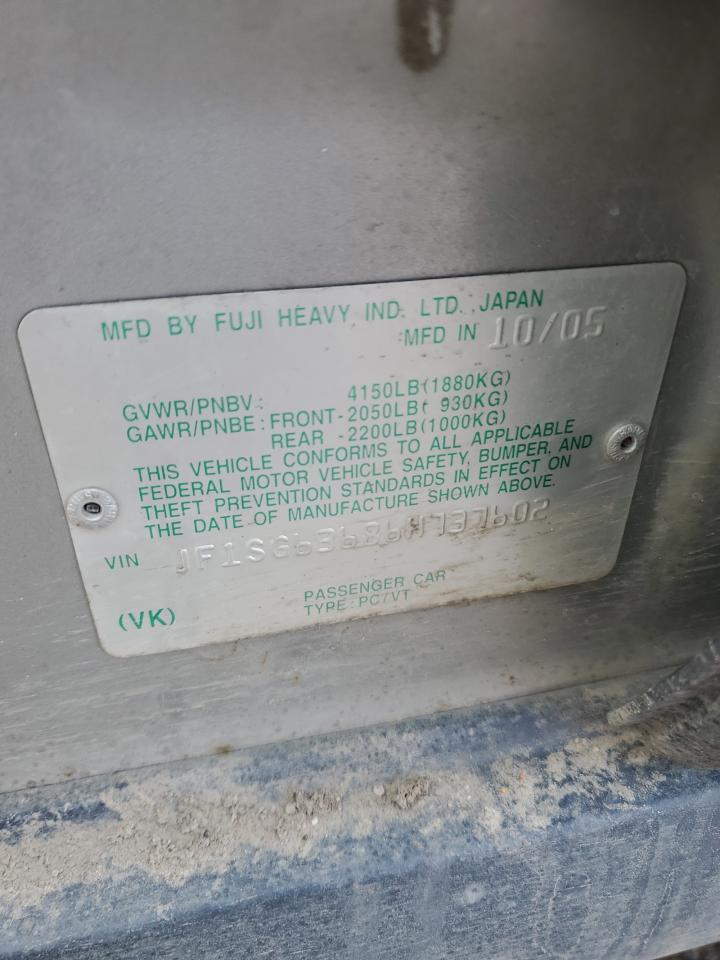 MFD BY FUJI HEAVY IND. LTD. JAPAN
MFD IN 10/05
GVWR/PNBV: 4150LB(1880KG)
GAWR/PNBE: FRONT-2050LB( 930KG)
REAR -2200LB(1000KG)
THIS VEHICLE CONFORMS TO ALL APPLICABLE
FEDERAL MOTOR VEHICLE SAFETY, BUMPER, AND
THEFT PREVENTION STANDARDS IN EFFECT ON
THE DATE OF MANUFACTURE SHOWN ABOVE.
VIN JF1SG63686H737602
PASSENGER CAR
(VK) TYPE:PC/VT